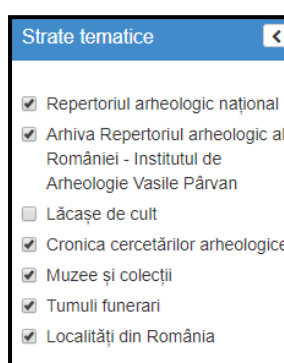 Strate tematice
Repertoriul arheologic național
Arhiva Repertoriul arheologic al
României - Institutul de
Arheologie Vasile Pârvan
Lăcașe de cult
Cronica cercetărilor arheologice
Muzee și colecții
Tumuli funerari
Localități din România